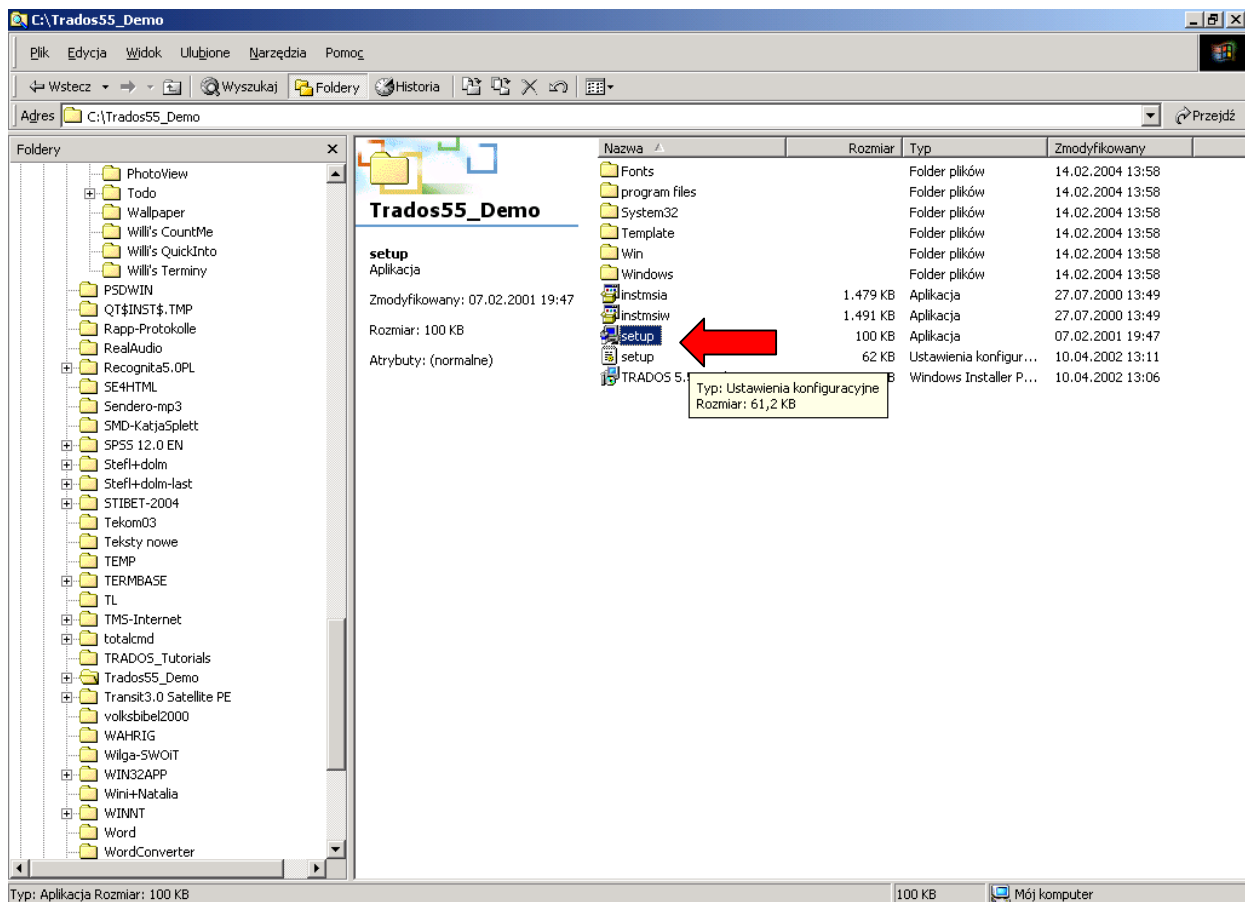 C:\Trados55_Demo
Plik Edycja Widok Ulubione Narzędzia Pomoc
Wstecz Wyszukaj Foldery Historia
Adres C:\Trados55_Demo Przejdź
Foldery
PhotoView
Todo
Wallpaper
Willi's CountMe
Willi's QuickInto
Willi's Terminy
PSDWIN
QT$INST$.TMP
Rapp-Protokolle
RealAudio
Recognita5.0PL
SE4HTML
Sendero-mp3
SMD-KatjaSplett
SPSS 12.0 EN
Stefl+dolm
Stefl+dolm-last
STIBET-2004
Tekom03
Teksty nowe
TEMP
TERMBASE
TL
TMS-Internet
totalcmd
TRADOS_Tutorials
Trados55_Demo
Transit3.0 Satellite PE
volksbibel2000
WAHRIG
Wilga-SWOiT
WIN32APP
Wini+Natalia
WINNT
Word
WordConverter
Trados55_Demo
setup
Aplikacja
Zmodyfikowany: 07.02.2001 19:47
Rozmiar: 100 KB
Atrybuty: (normalne)
Nazwa Rozmiar Typ Zmodyfikowany
Fonts Folder plików 14.02.2004 13:58
program files Folder plików 14.02.2004 13:58
System32 Folder plików 14.02.2004 13:58
Template Folder plików 14.02.2004 13:58
Win Folder plików 14.02.2004 13:58
Windows Folder plików 14.02.2004 13:58
instmsia 1.479 KB Aplikacja 27.07.2000 13:49
instmsiw 1.491 KB Aplikacja 27.07.2000 13:49
setup 100 KB Aplikacja 07.02.2001 19:47
setup 62 KB Ustawienia konfigur... 10.04.2002 13:11
TRADOS 5. B Windows Installer P... 10.04.2002 13:06
Typ: Ustawienia konfiguracyjne
Rozmiar: 61,2 KB
Typ: Aplikacja Rozmiar: 100 KB 100 KB Mój komputer